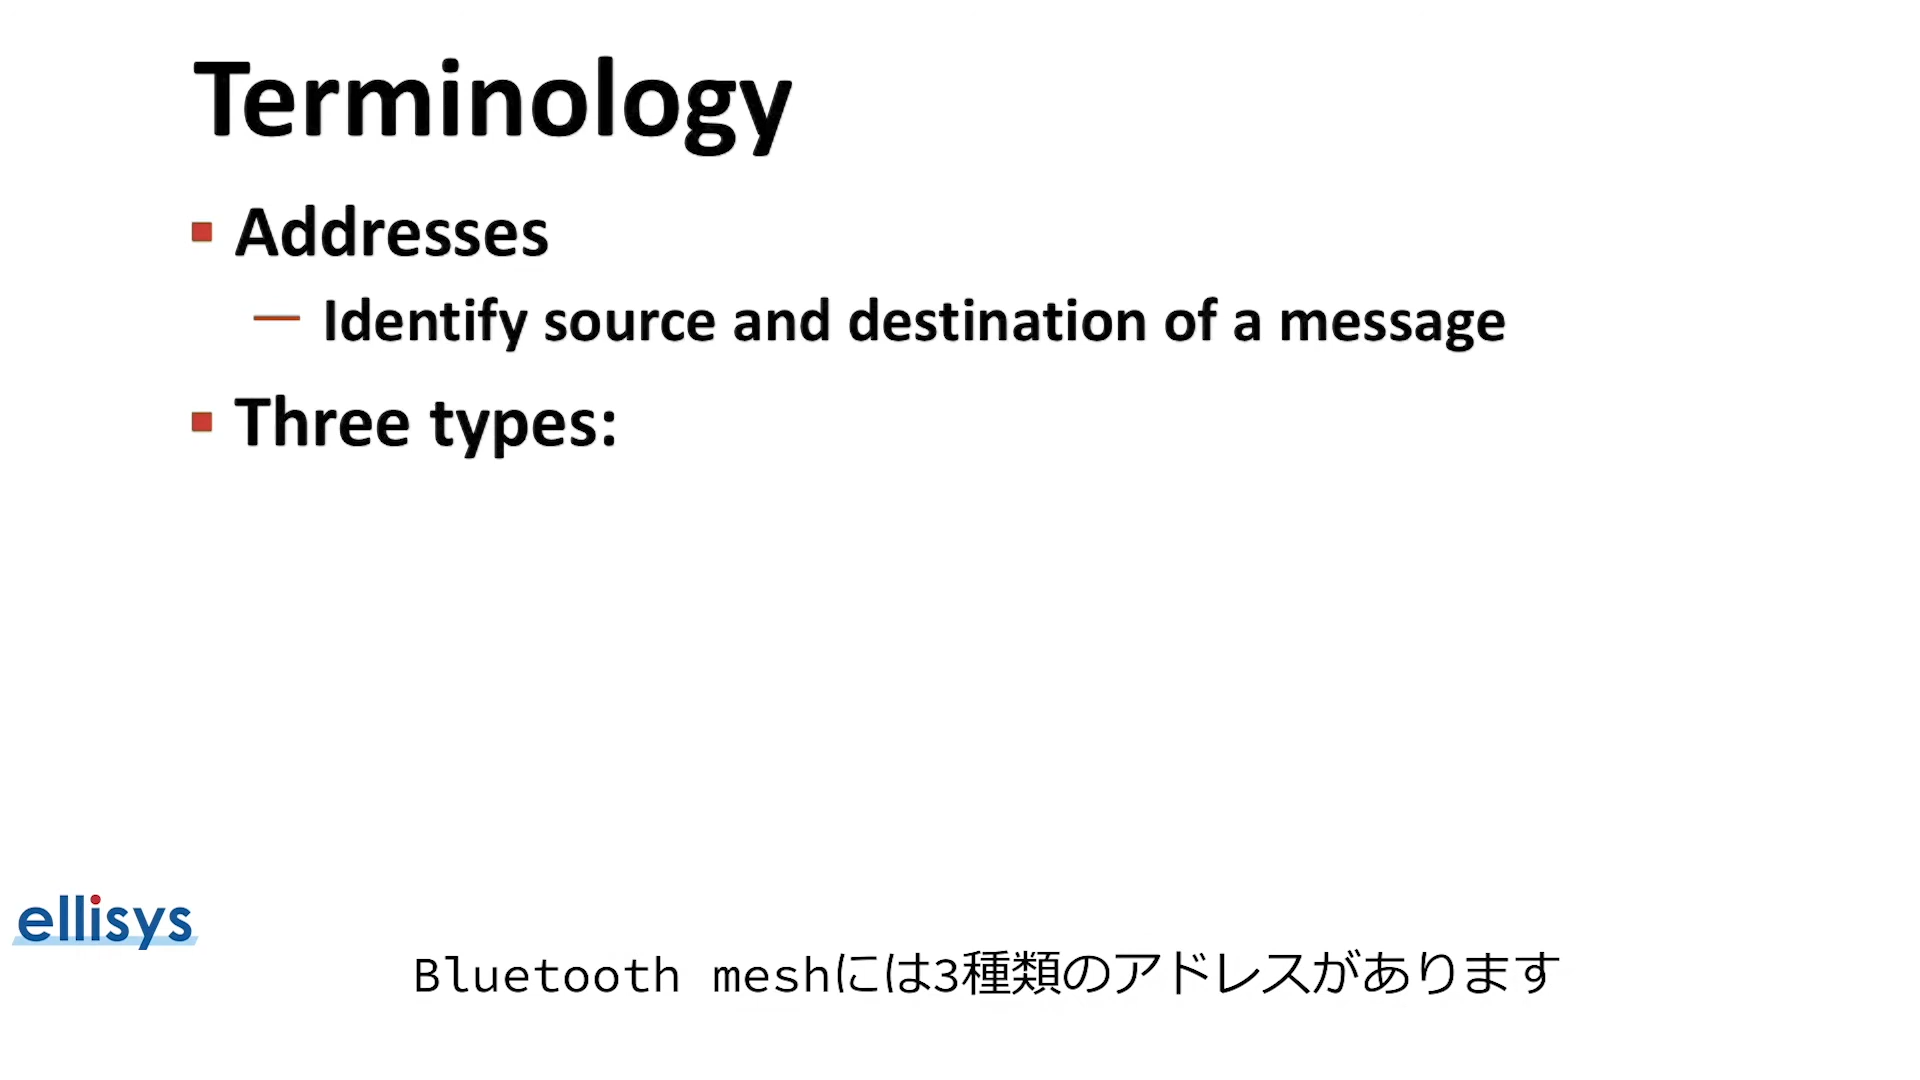 Terminology
▪ Addresses
— Identify source and destination of a message
▪ Three types:
ellisys
Bluetooth meshには3種類のアドレスがあります